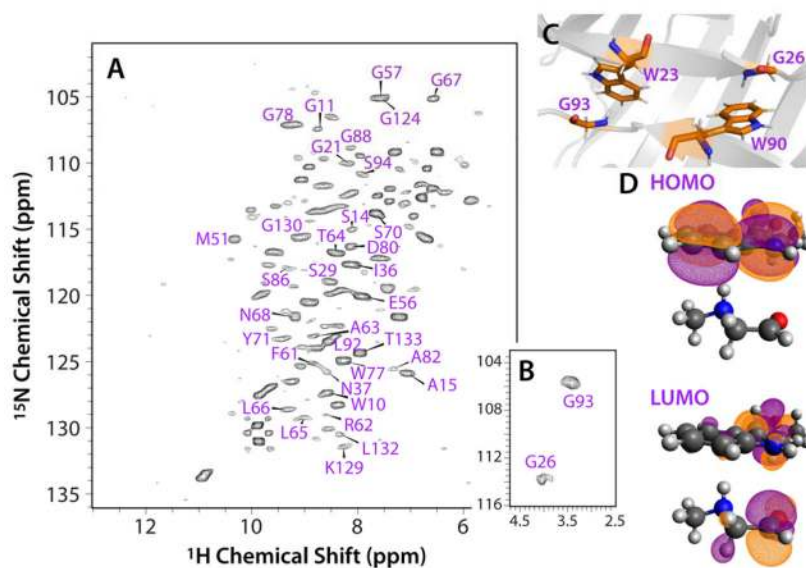 A
105
110
115
120
125
130
135
15N Chemical Shift (ppm)
12
10
8
6
1H Chemical Shift (ppm)
G57
G67
G11
G78
G124
G88
G21
S94
S14
G130
S70
M51
T64
D80
S29
I36
S86
E56
N68
A63
Y71
L92
T133
F61
W77
A82
N37
A15
L66
W10
L65
R62
L132
K129
B
104
108
112
116
G93
G26
4.5
3.5
2.5
C
G26
W23
G93
W90
D
HOMO
LUMO